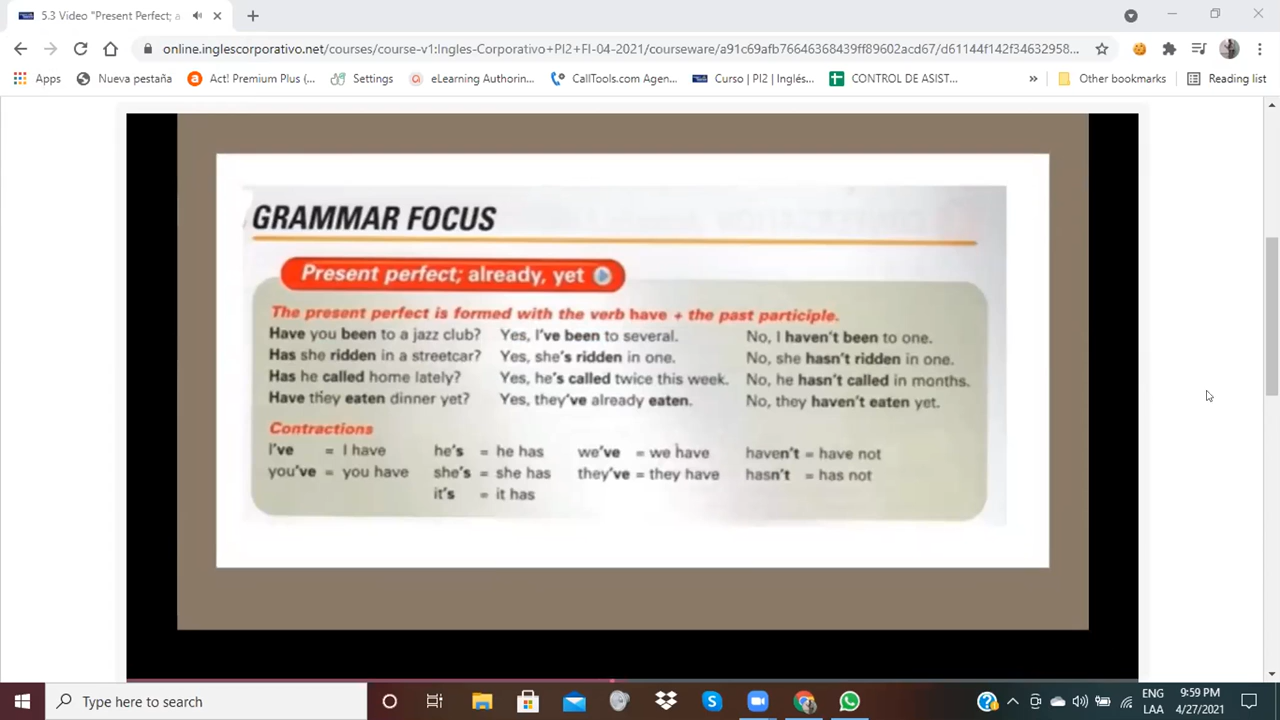 5.3 Video "Present Perfect; a
online.inglescorporativo.net/courses/course-v1:Ingles-Corporativo+PI2+FI-04-2021/courseware/a91c69afb76646368439ff89602acd67/d61144f142f34632958...
Apps Nueva pestaña Act! Premium Plus (... Settings eLearning Authorin... CallTools.com Agen... Curso | PI2 | Inglés... CONTROL DE ASIST... » Other bookmarks Reading list
GRAMMAR FOCUS
Present perfect; already, yet
The present perfect is formed with the verb have + the past participle.
Have you been to a jazz club? Yes, I've been to several. No, I haven't been to one.
Has she ridden in a streetcar? Yes, she's ridden in one. No, she hasn't ridden in one.
Has he called home lately? Yes, he's called twice this week. No, he hasn't called in months.
Have they eaten dinner yet? Yes, they've already eaten. No, they haven't eaten yet.
Contractions
I've = I have he's = he has we've = we have haven't = have not
you've = you have she's = she has they've = they have hasn't = has not
it's = it has
Type here to search
ENG 9:59 PM
LAA 4/27/2021